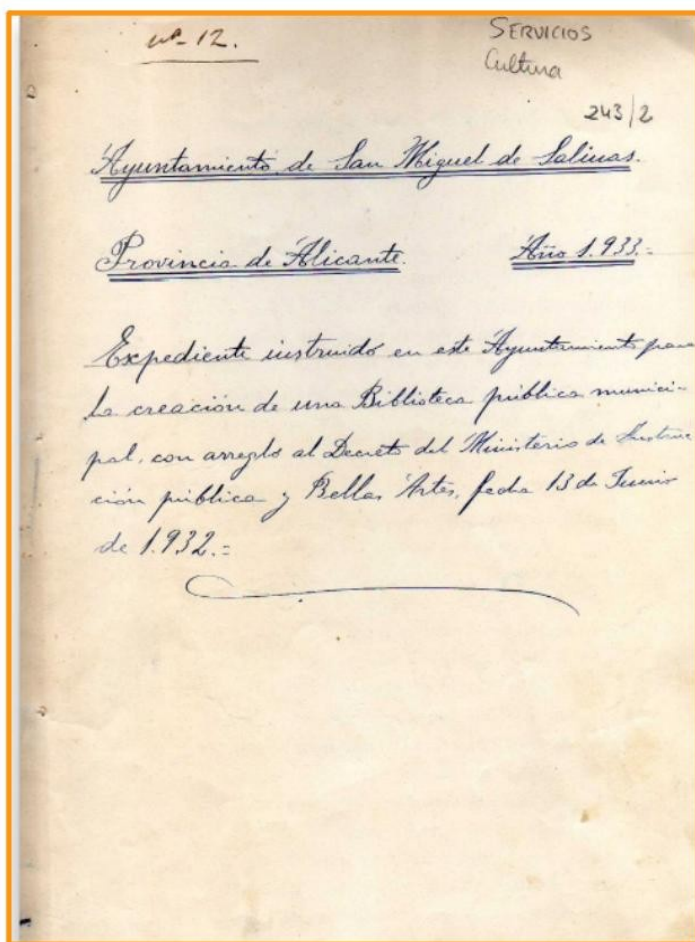 nº 12.
SERVICIOS
Cultura
243/2
Ayuntamiento de San Miguel de Salinas.
Provincia de Alicante. Año 1.933.=
Expediente instruido en este Ayuntamiento para
la creación de una Biblioteca pública munici-
pal, con arreglo al Decreto del Ministerio de Instruc
ción pública y Bellas Artes, fecha 13 de Junio
de 1.932.=